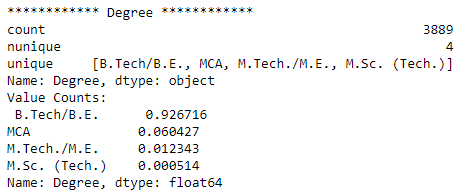 ************ Degree ************
count                                                     3889
nunique                                                      4
unique     [B.Tech/B.E., MCA, M.Tech./M.E., M.Sc. (Tech.)]
Name: Degree, dtype: object
Value Counts:
 B.Tech/B.E.       0.926716
MCA                0.060427
M.Tech./M.E.       0.012343
M.Sc. (Tech.)      0.000514
Name: Degree, dtype: float64